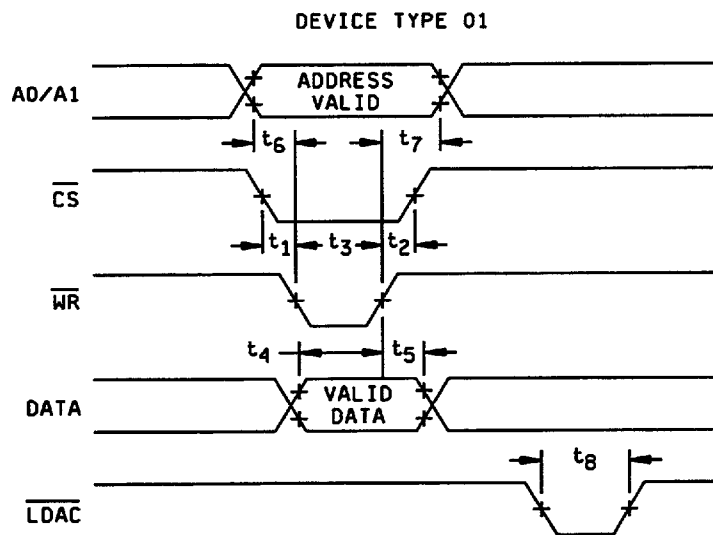 DEVICE TYPE 01
A0/A1
ADDRESS
VALID
t6
t7
CS
t1
t3
t2
WR
t4
t5
DATA
VALID
DATA
t8
LDAC